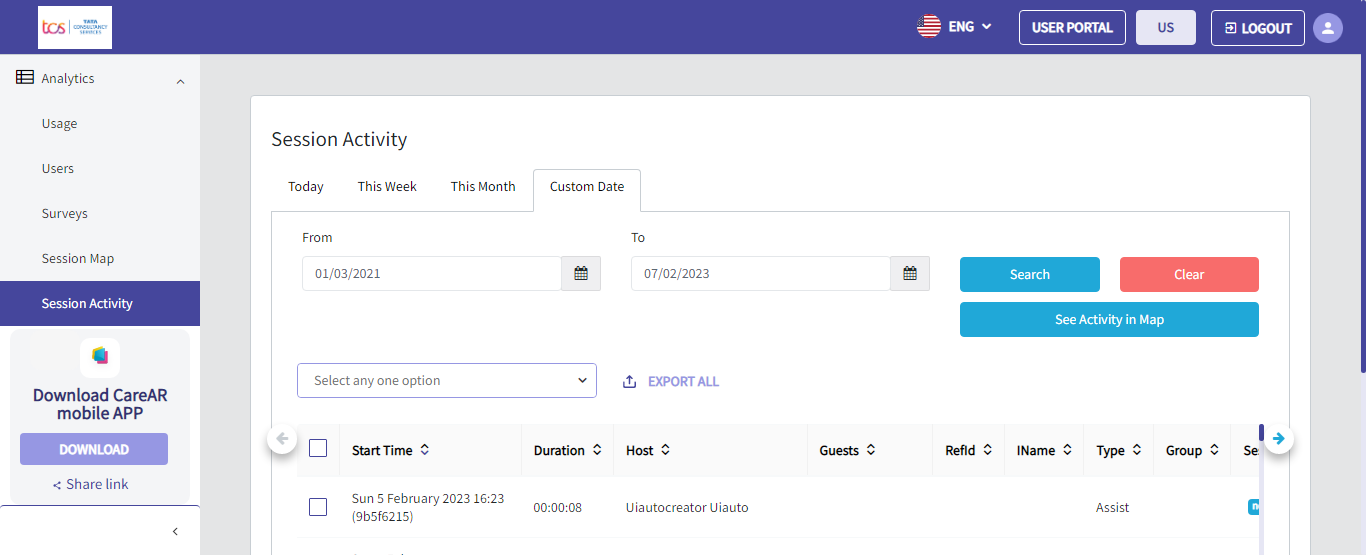 tcs TATA
CONSULTANCY
SERVICES
ENG
USER PORTAL
US
LOGOUT
Analytics
Usage
Users
Surveys
Session Map
Session Activity
Download CareAR
mobile APP
DOWNLOAD
Share link
Session Activity
Today This Week This Month Custom Date
From To
01/03/2021 07/02/2023 Search Clear
See Activity in Map
Select any one option EXPORT ALL
Start Time Duration Host Guests RefId IName Type Group
Sun 5 February 2023 16:23
(9b5f6215) 00:00:08 Uiautocreator Uiauto Assist